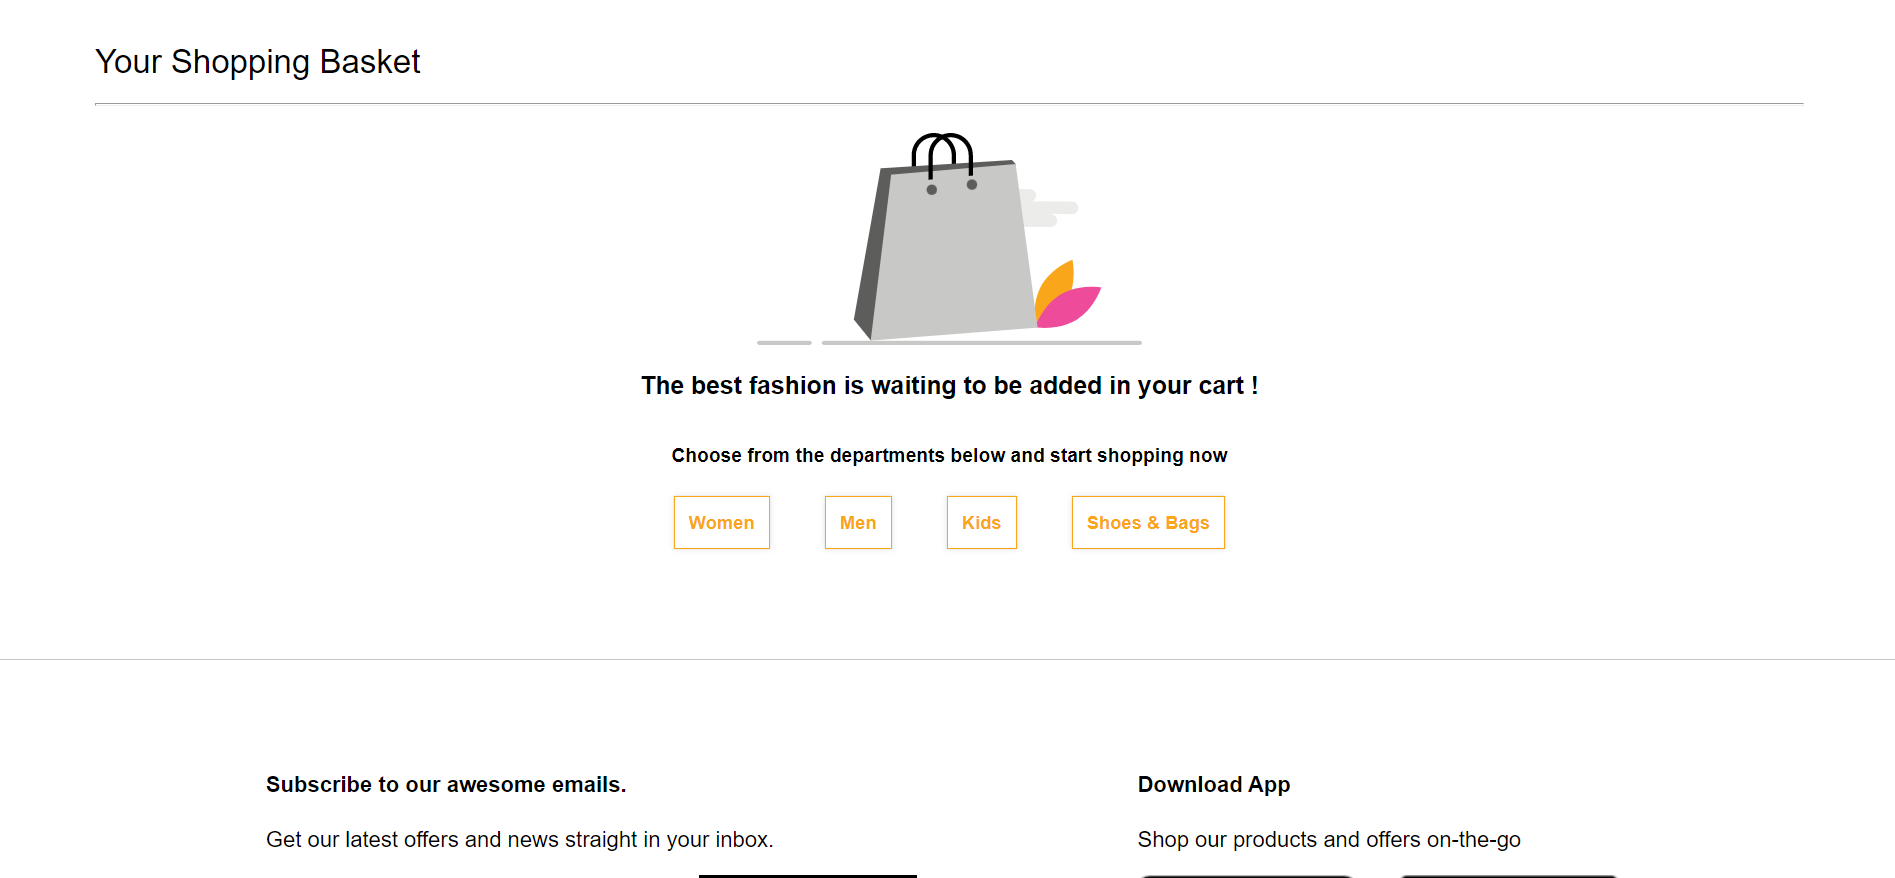 Your Shopping Basket
The best fashion is waiting to be added in your cart !
Choose from the departments below and start shopping now
Women
Men
Kids
Shoes & Bags
Subscribe to our awesome emails.
Get our latest offers and news straight in your inbox.
Download App
Shop our products and offers on-the-go